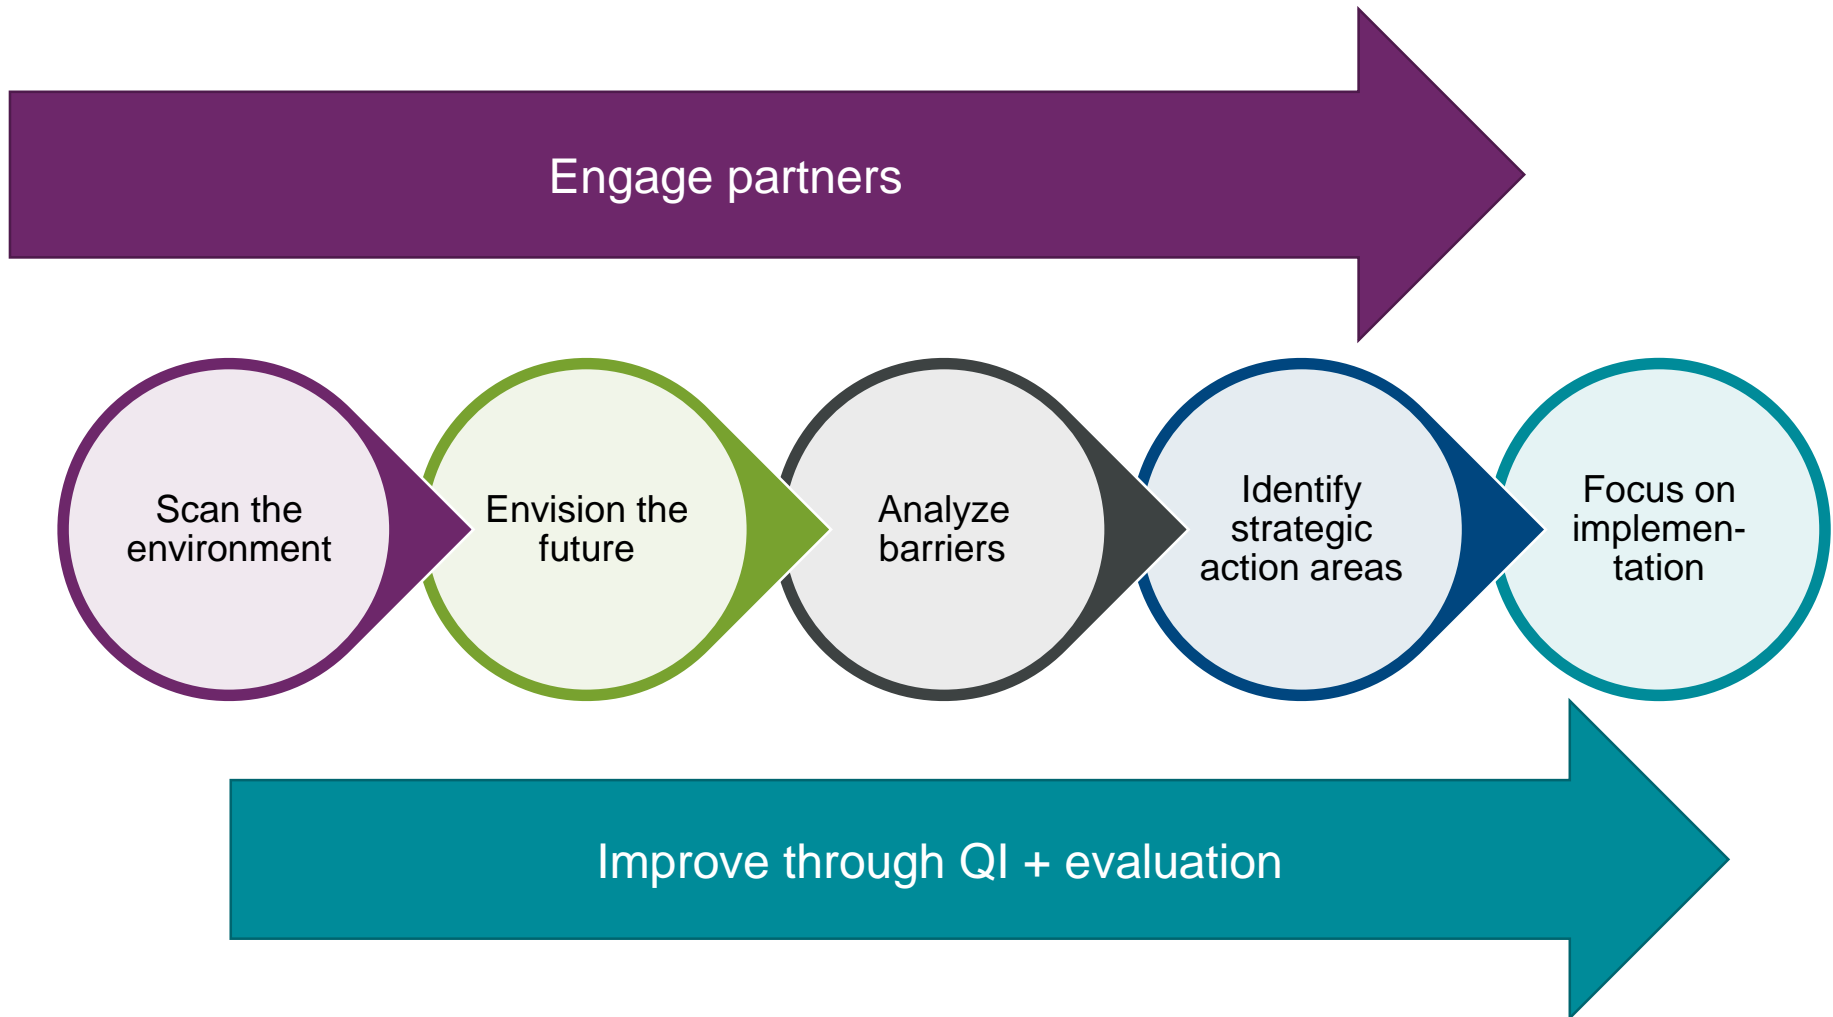 Engage partners
Scan the
environment
Envision the
future
Analyze
barriers
Identify
strategic
action areas
Focus on
implemen-
tation
Improve through QI + evaluation